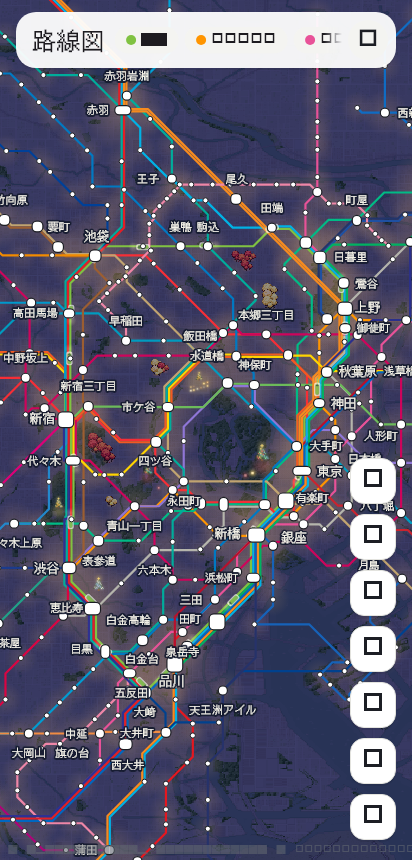 路線図
赤羽岩淵
赤羽
王子
尾久
町屋
田端
要町
池袋
巣鴨 駒込
日暮里
鶯谷
上野
高田馬場
早稲田
本郷三丁目
御徒町
飯田橋
水道橋
神保町
中野坂上
秋葉原
新宿三丁目
市ケ谷
神田
人形町
新宿
代々木
四ツ谷
大手町
東京
永田町
有楽町
青山一丁目
新橋
銀座
表参道
六本木
渋谷
浜松町
月島
恵比寿
三田
白金高輪
田町
目黒
白金台
泉岳寺
品川
五反田
大崎
天王洲アイル
中延
大井町
大岡山
旗の台
西大井
蒲田